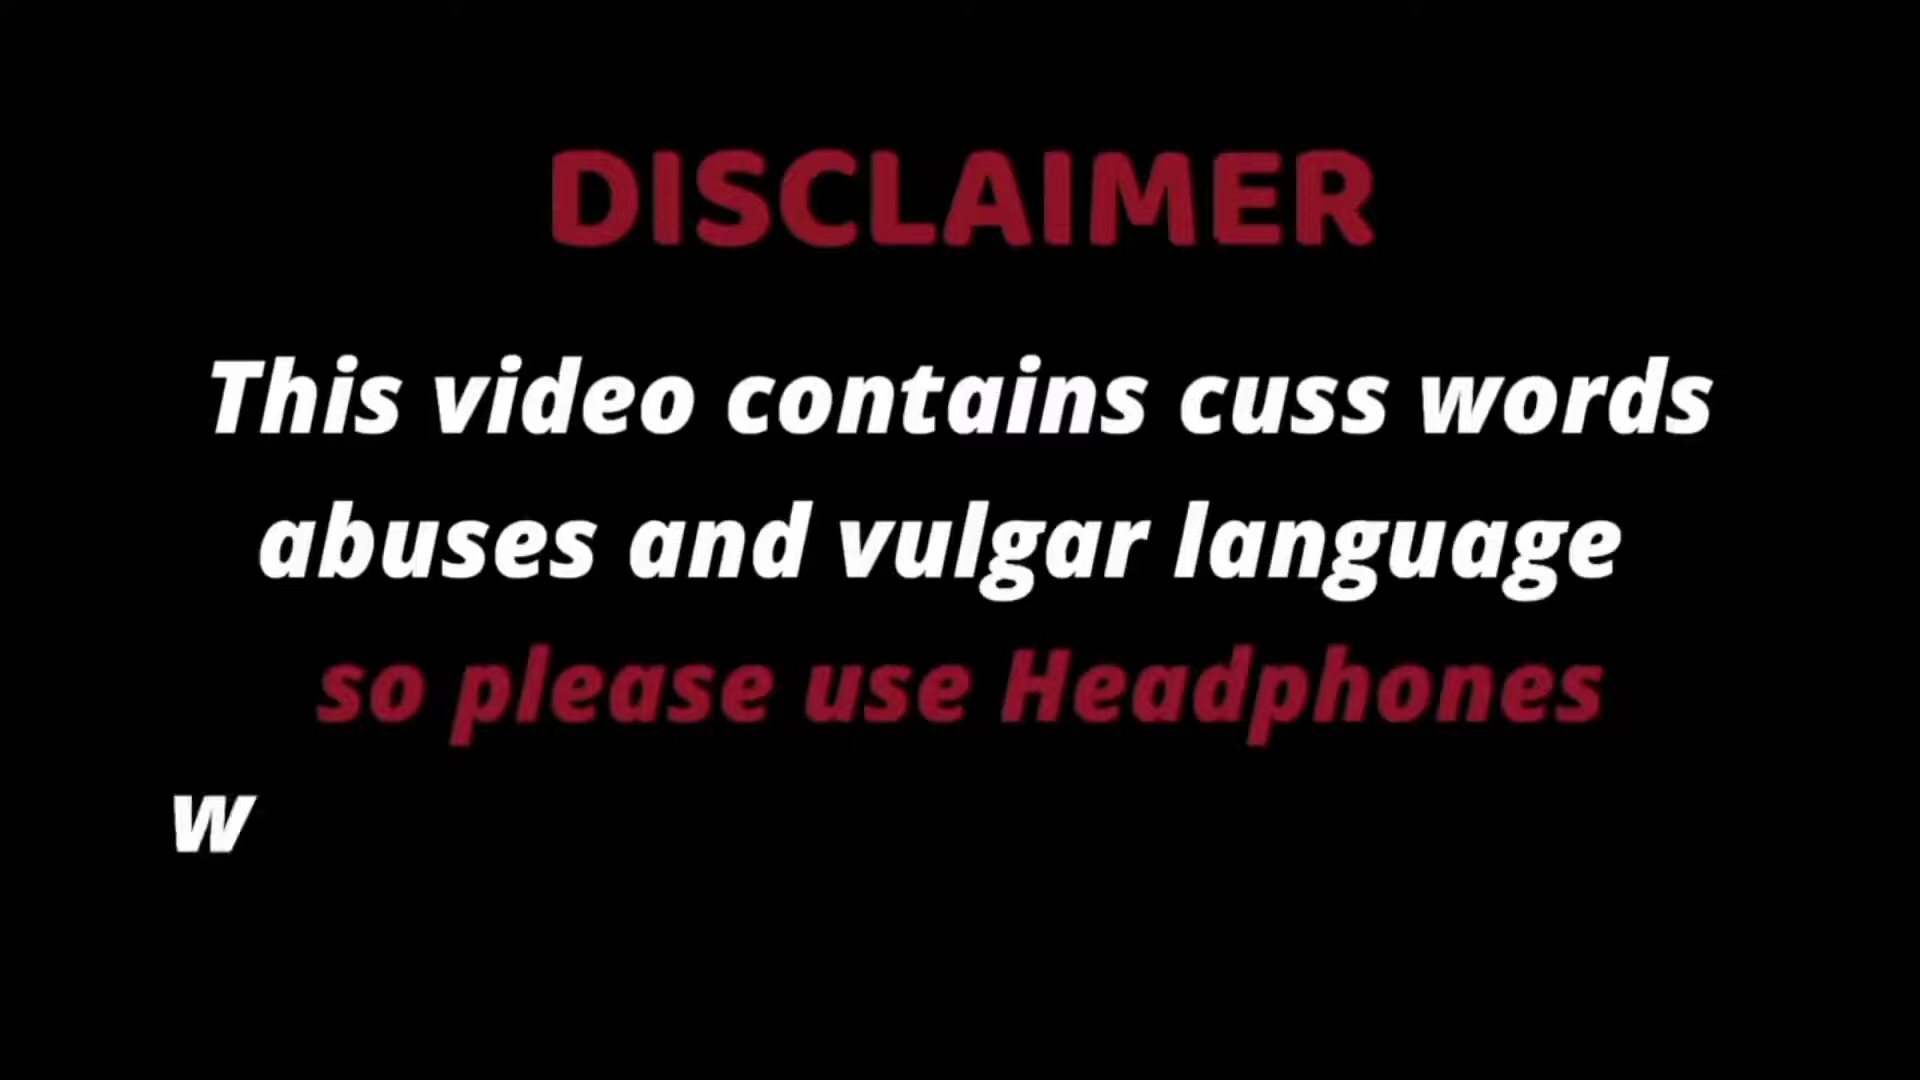 DISCLAIMER
This video contains cuss words
abuses and vulgar language
so please use Headphones
w